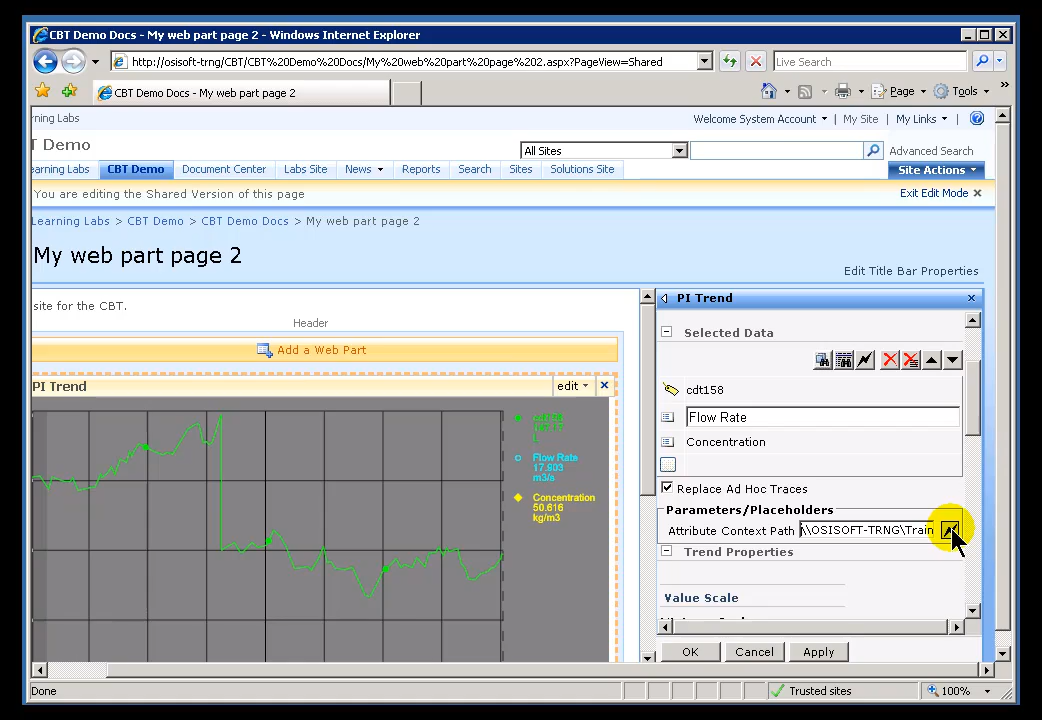 CBT Demo Docs - My web part page 2 - Windows Internet Explorer
http://osisoft-trng/CBT/CBT%20Demo%20Docs/My%20web%20part%20page%202.aspx?PageView=Shared
Live Search
CBT Demo Docs - My web part page 2
Page
Tools
rning Labs
Welcome System Account
My Site
My Links
T Demo
All Sites
Advanced Search
earning Labs
CBT Demo
Document Center
Labs Site
News
Reports
Search
Sites
Solutions Site
Site Actions
You are editing the Shared Version of this page
Exit Edit Mode
Learning Labs > CBT Demo > CBT Demo Docs > My web part page 2
My web part page 2
Edit Title Bar Properties
site for the CBT.
Header
Add a Web Part
PI Trend
edit
Flow Rate
17.903
m3/s
Concentration
50.616
kg/m3
PI Trend
Selected Data
cdt158
Flow Rate
Concentration
Replace Ad Hoc Traces
Parameters/Placeholders
Attribute Context Path
\\OSISOFT-TRNG\Train
Trend Properties
Value Scale
OK
Cancel
Apply
Done
Trusted sites
100%